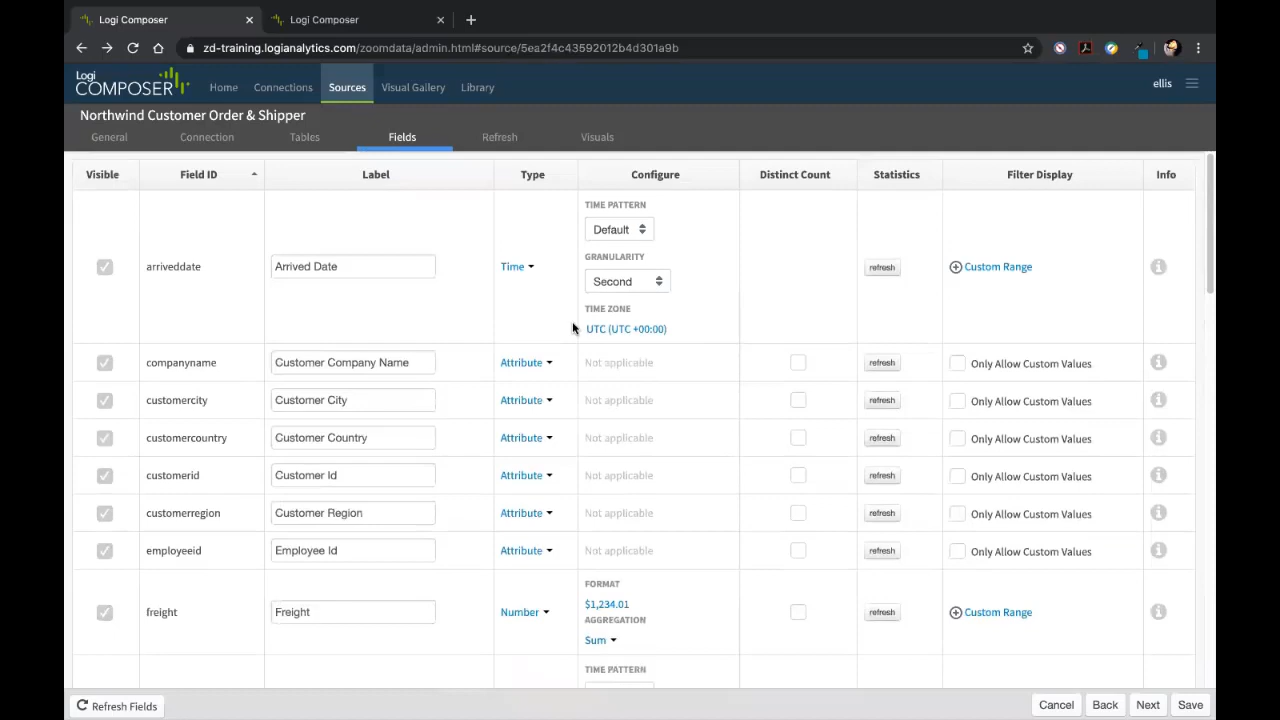 Logi Composer
Logi Composer
zd-training.logianalytics.com/zoomdata/admin.html#source/5ea2f4c43592012b4d301a9b
Logi
COMPOSER
Home Connections Sources Visual Gallery Library
ellis
Northwind Customer Order & Shipper
General Connection Tables Fields Refresh Visuals
Visible Field ID Label Type Configure Distinct Count Statistics Filter Display Info
TIME PATTERN
Default
GRANULARITY
arriveddate Arrived Date Time refresh Custom Range
Second
TIME ZONE
UTC (UTC +00:00)
companyname Customer Company Name Attribute Not applicable refresh Only Allow Custom Values
customercity Customer City Attribute Not applicable refresh Only Allow Custom Values
customercountry Customer Country Attribute Not applicable refresh Only Allow Custom Values
customerid Customer Id Attribute Not applicable refresh Only Allow Custom Values
customerregion Customer Region Attribute Not applicable refresh Only Allow Custom Values
employeeid Employee Id Attribute Not applicable refresh Only Allow Custom Values
FORMAT
$1,234.01
freight Freight Number refresh Custom Range
AGGREGATION
Sum
TIME PATTERN
Refresh Fields Cancel Back Next Save